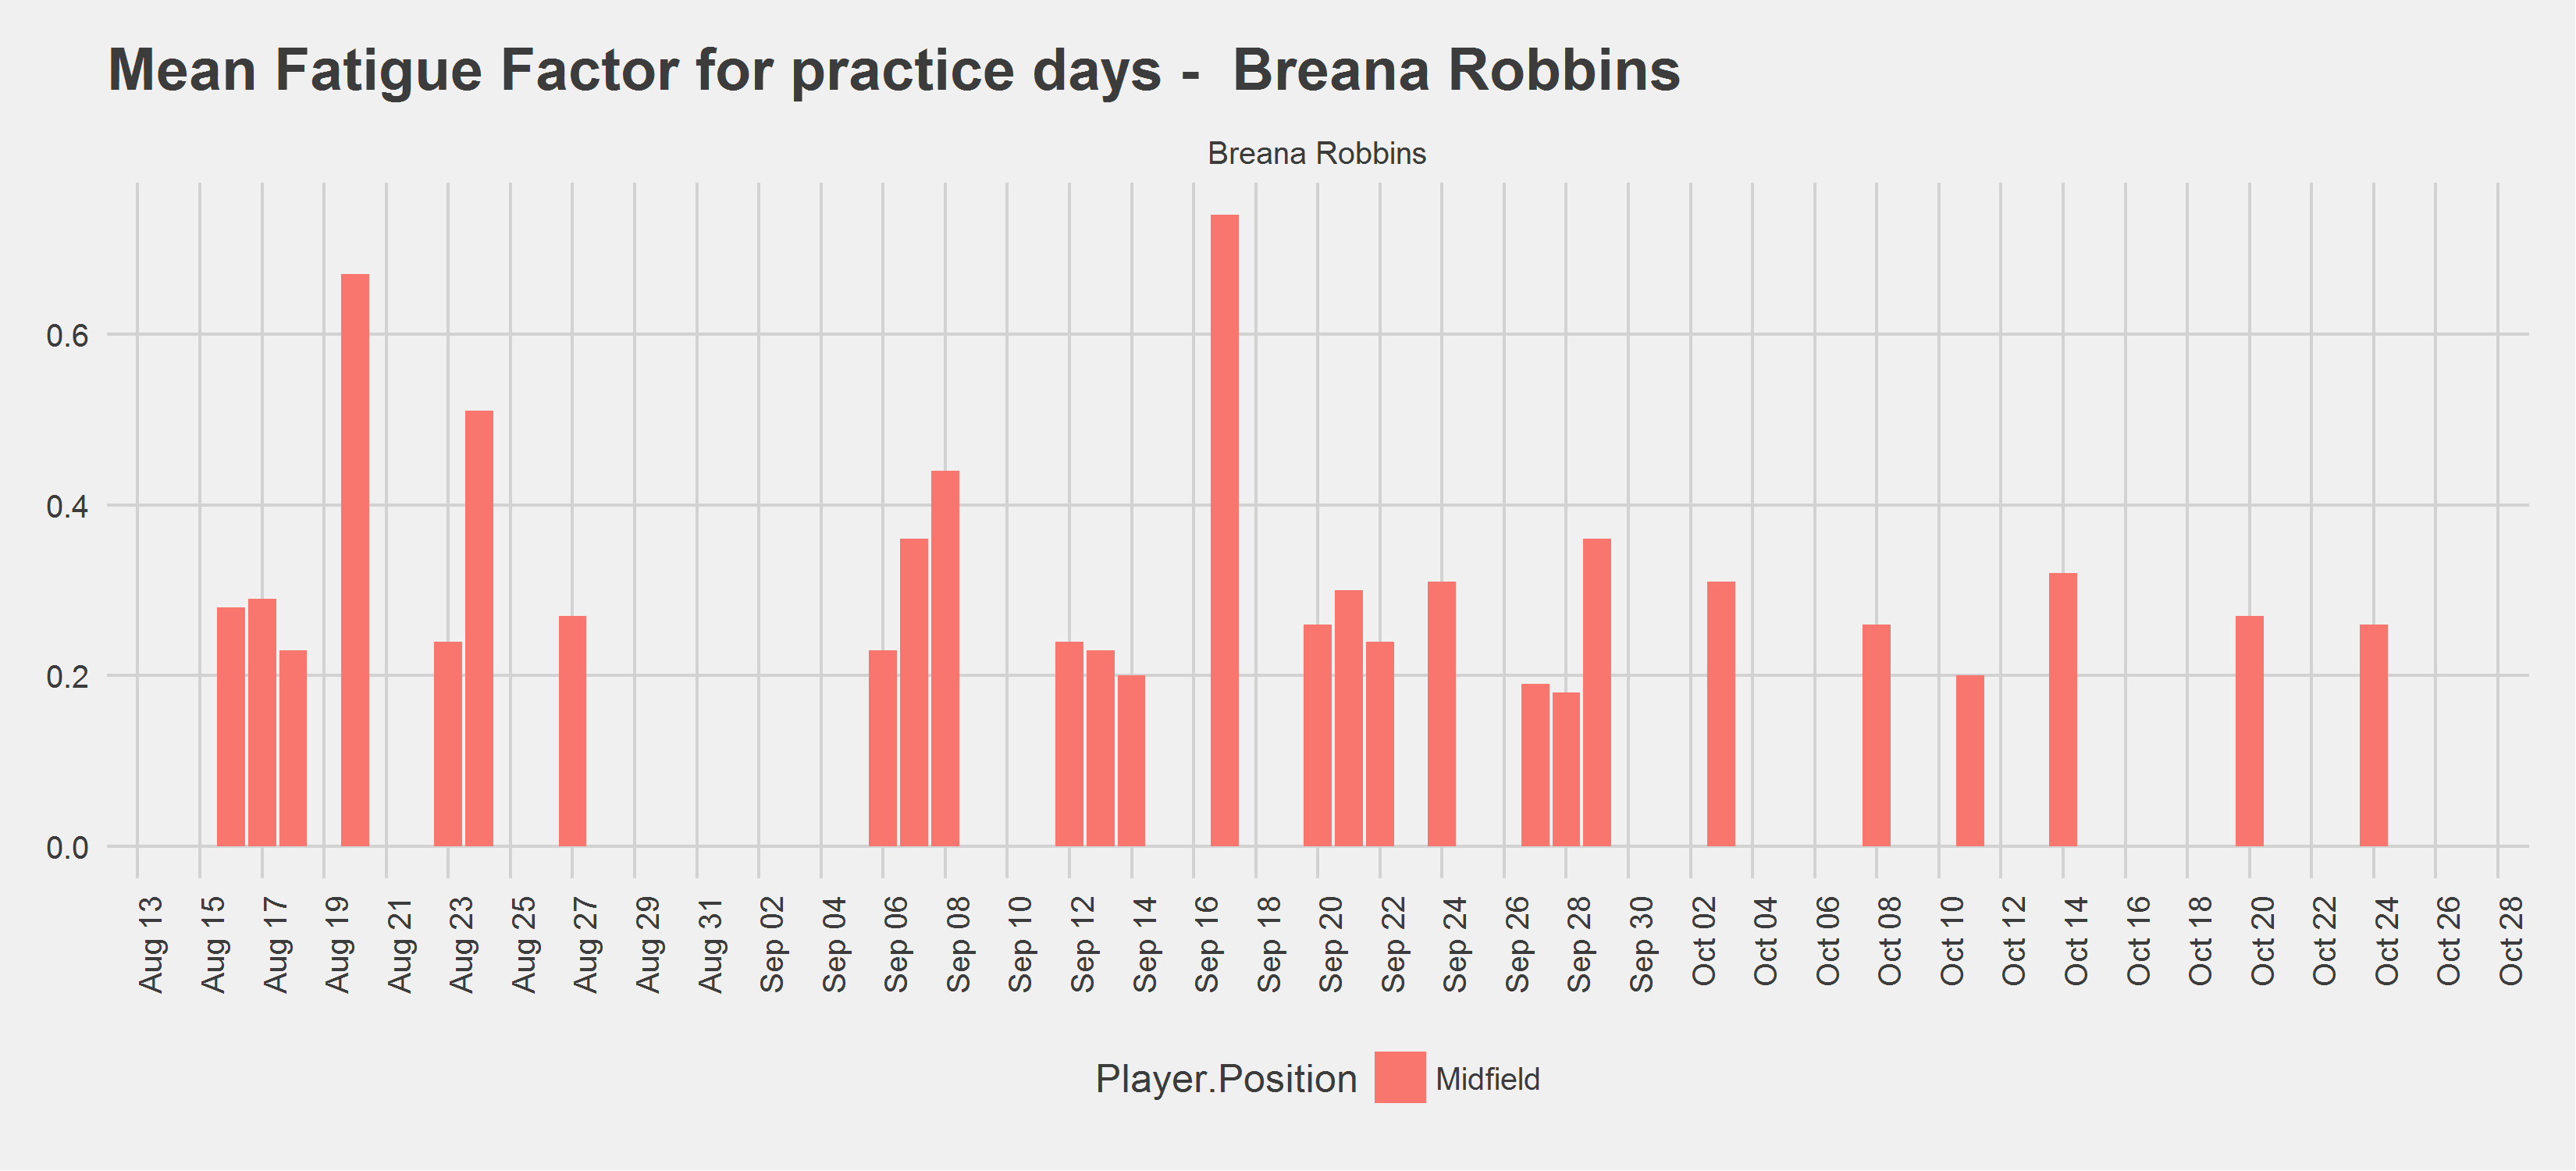 Mean Fatigue Factor for practice days -  Breana Robbins
Breana Robbins
0.6
0.4
0.2
0.0
Aug 13
Aug 15
Aug 17
Aug 19
Aug 21
Aug 23
Aug 25
Aug 27
Aug 29
Aug 31
Sep 02
Sep 04
Sep 06
Sep 08
Sep 10
Sep 12
Sep 14
Sep 16
Sep 18
Sep 20
Sep 22
Sep 24
Sep 26
Sep 28
Sep 30
Oct 02
Oct 04
Oct 06
Oct 08
Oct 10
Oct 12
Oct 14
Oct 16
Oct 18
Oct 20
Oct 22
Oct 24
Oct 26
Oct 28
Player.Position
Midfield